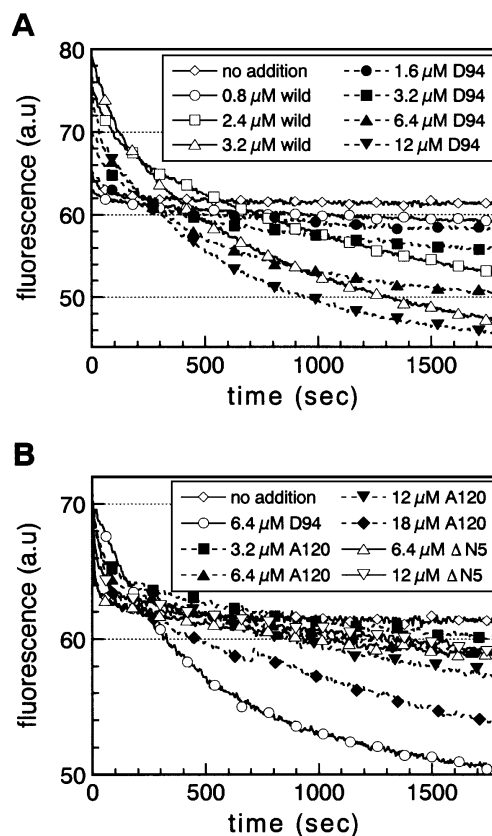 A
80
70
60
50
fluorescence (a.u)
no addition
0.8 µM wild
2.4 µM wild
3.2 µM wild
1.6 µM D94
3.2 µM D94
6.4 µM D94
12 µM D94
0
500
1000
1500
time (sec)
B
70
60
50
fluorescence (a.u)
no addition
6.4 µM D94
3.2 µM A120
6.4 µM A120
12 µM A120
18 µM A120
6.4 µM Δ N5
12 µM Δ N5
0
500
1000
1500
time (sec)